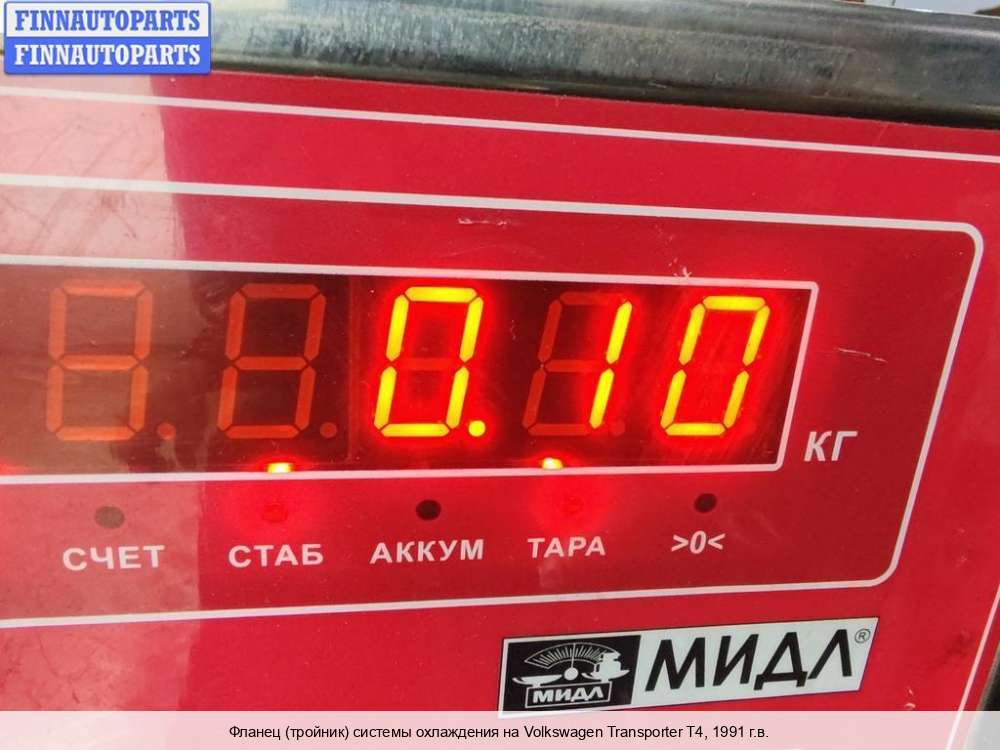 FINNAUTOPARTS
FINNAUTOPARTS
0.10 КГ
СЧЕТ СТАБ АККУМ ТАРА >0<
МИДЛ МИДЛ®
Фланец (тройник) системы охлаждения на Volkswagen Transporter T4, 1991 г.в.